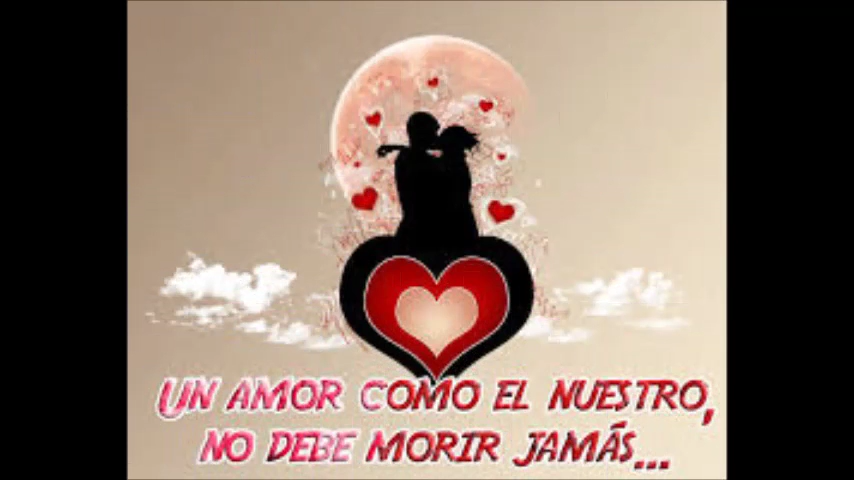 UN AMOR COMO EL NUESTRO,
NO DEBE MORIR JAMÁS...